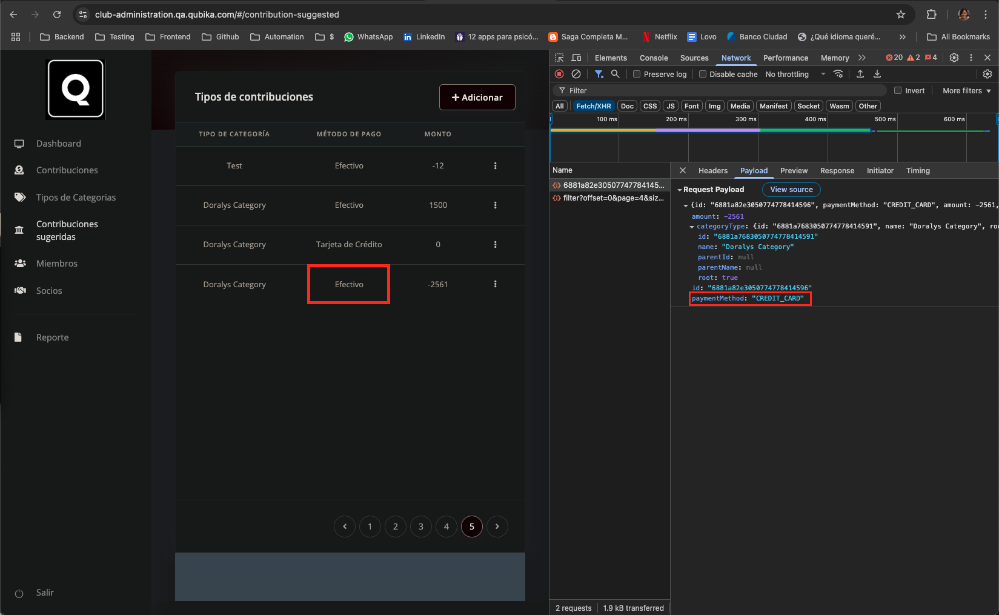 club-administration.qa.qubika.com/#/contribution-suggested
Backend Testing Frontend Github Automation $ WhatsApp LinkedIn 12 apps para psicó... Saga Completa M... Netflix Lovo Banco Ciudad ¿Qué idioma queré... » All Bookmarks
Q
Dashboard
Contribuciones
Tipos de Categorias
Contribuciones
sugeridas
Miembros
Socios
Reporte
Salir
Tipos de contribuciones
+ Adicionar
TIPO DE CATEGORÍA MÉTODO DE PAGO MONTO
Test Efectivo -12
Doralys Category Efectivo 1500
Doralys Category Tarjeta de Crédito 0
Doralys Category Efectivo -2561
1 2 3 4 5
Elements Console Sources Network Performance Memory » 20 2 4
Preserve log Disable cache No throttling
Filter Invert More filters
All Fetch/XHR Doc CSS JS Font Img Media Manifest Socket Wasm Other
100 ms 200 ms 300 ms 400 ms 500 ms 600 ms
Name
6881a82e30507747784145...
filter?offset=0&page=4&siz...
Headers Payload Preview Response Initiator Timing
Request Payload View source
{id: "6881a82e3050774778414596", paymentMethod: "CREDIT_CARD", amount: -2561,
amount: -2561
categoryType: {id: "6881a7683050774778414591", name: "Doralys Category", roo
id: "6881a7683050774778414591"
name: "Doralys Category"
parentId: null
parentName: null
root: true
id: "6881a82e3050774778414596"
paymentMethod: "CREDIT_CARD"
2 requests 1.9 kB transferred